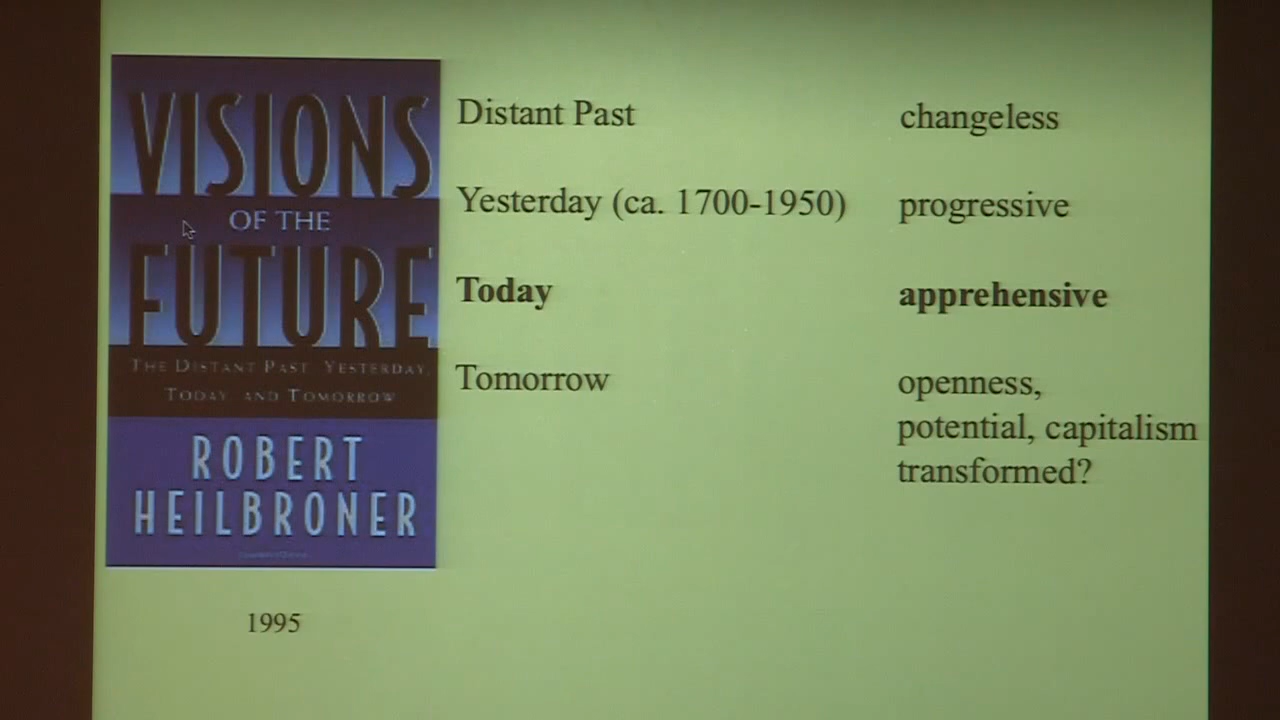 VISIONS
OF THE
FUTURE
THE DISTANT PAST, YESTERDAY,
TODAY, AND TOMORROW
ROBERT
HEILBRONER
1995
Distant Past changeless
Yesterday (ca. 1700-1950) progressive
Today apprehensive
Tomorrow openness,
potential, capitalism
transformed?